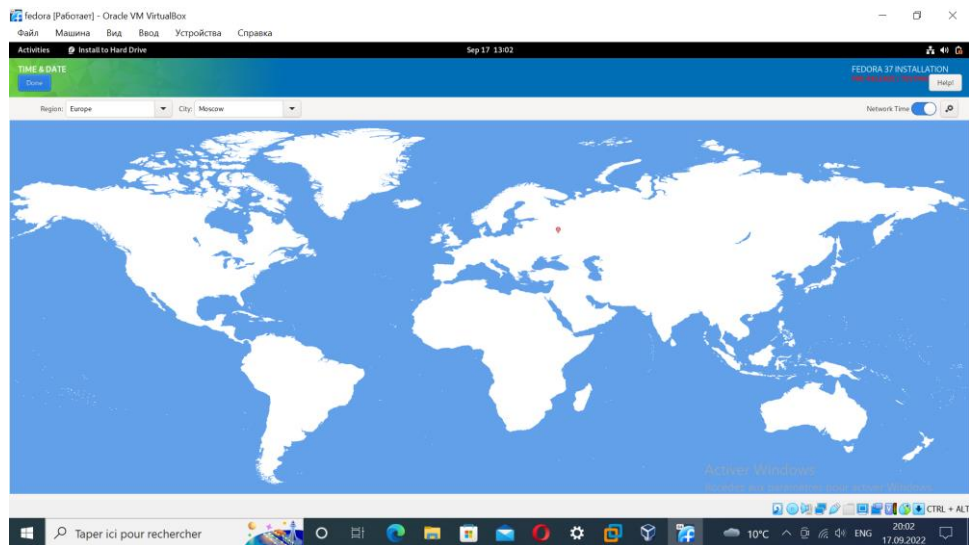 fedora [Работает] - Oracle VM VirtualBox
Файл Машина Вид Ввод Устройства Справка
Activities Install to Hard Drive Sep 17 13:02
TIME & DATE FEDORA 37 INSTALLATION
Done Help!
Region: Europe City: Moscow Network Time
Activer Windows
CTRL + ALT
Taper ici pour rechercher 10°C ENG 20:02
17.09.2022